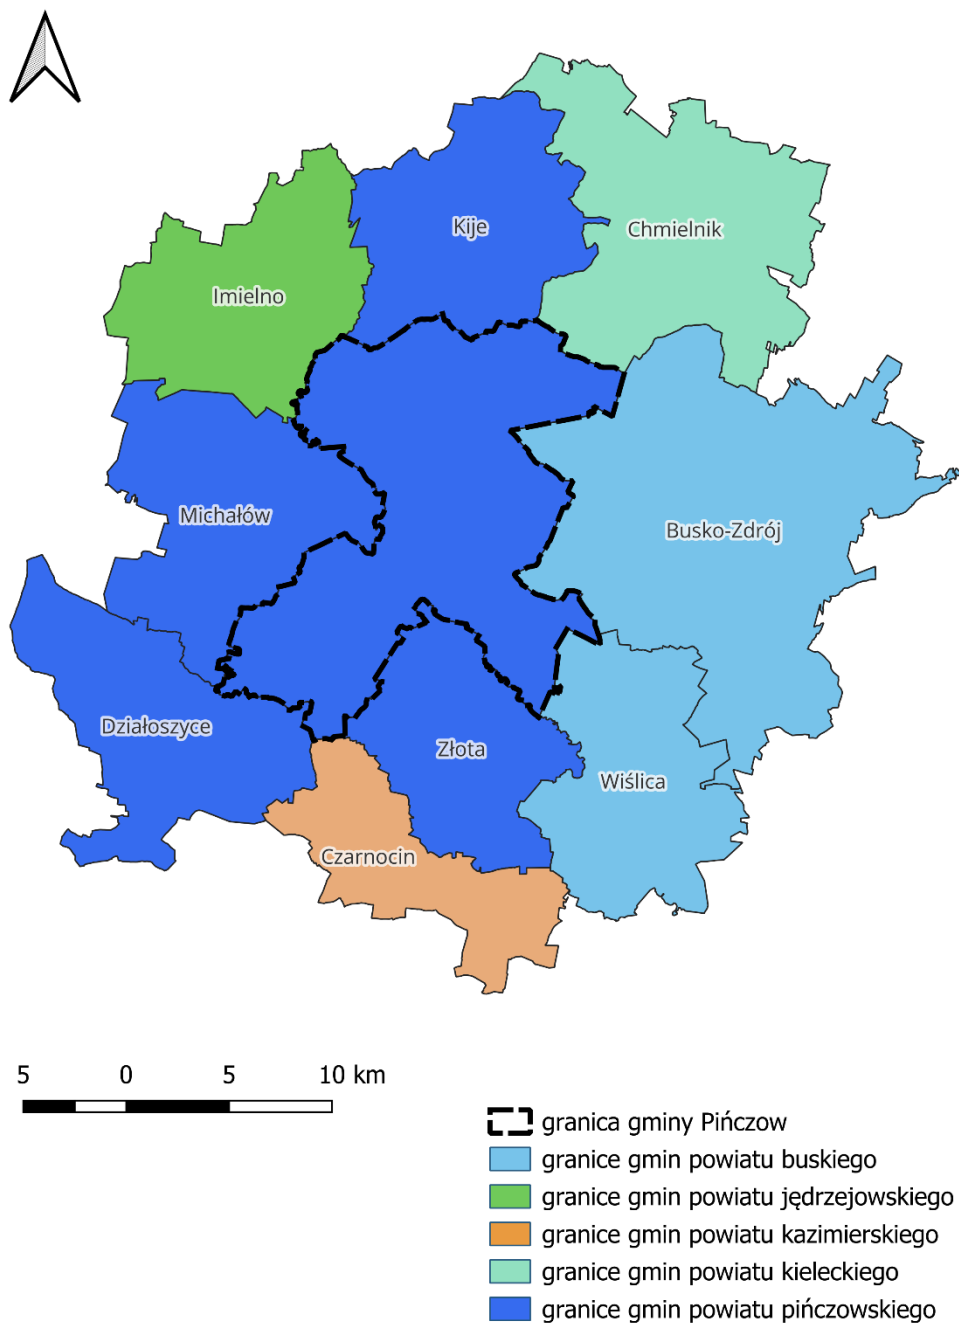 Kije
Chmielnik
Imielno
Michałów
Busko-Zdrój
Działoszyce
Złota
Wiślica
Czarnocin
5 0 5 10 km
granica gminy Pińczow
granice gmin powiatu buskiego
granice gmin powiatu jędrzejowskiego
granice gmin powiatu kazimierskiego
granice gmin powiatu kieleckiego
granice gmin powiatu pińczowskiego